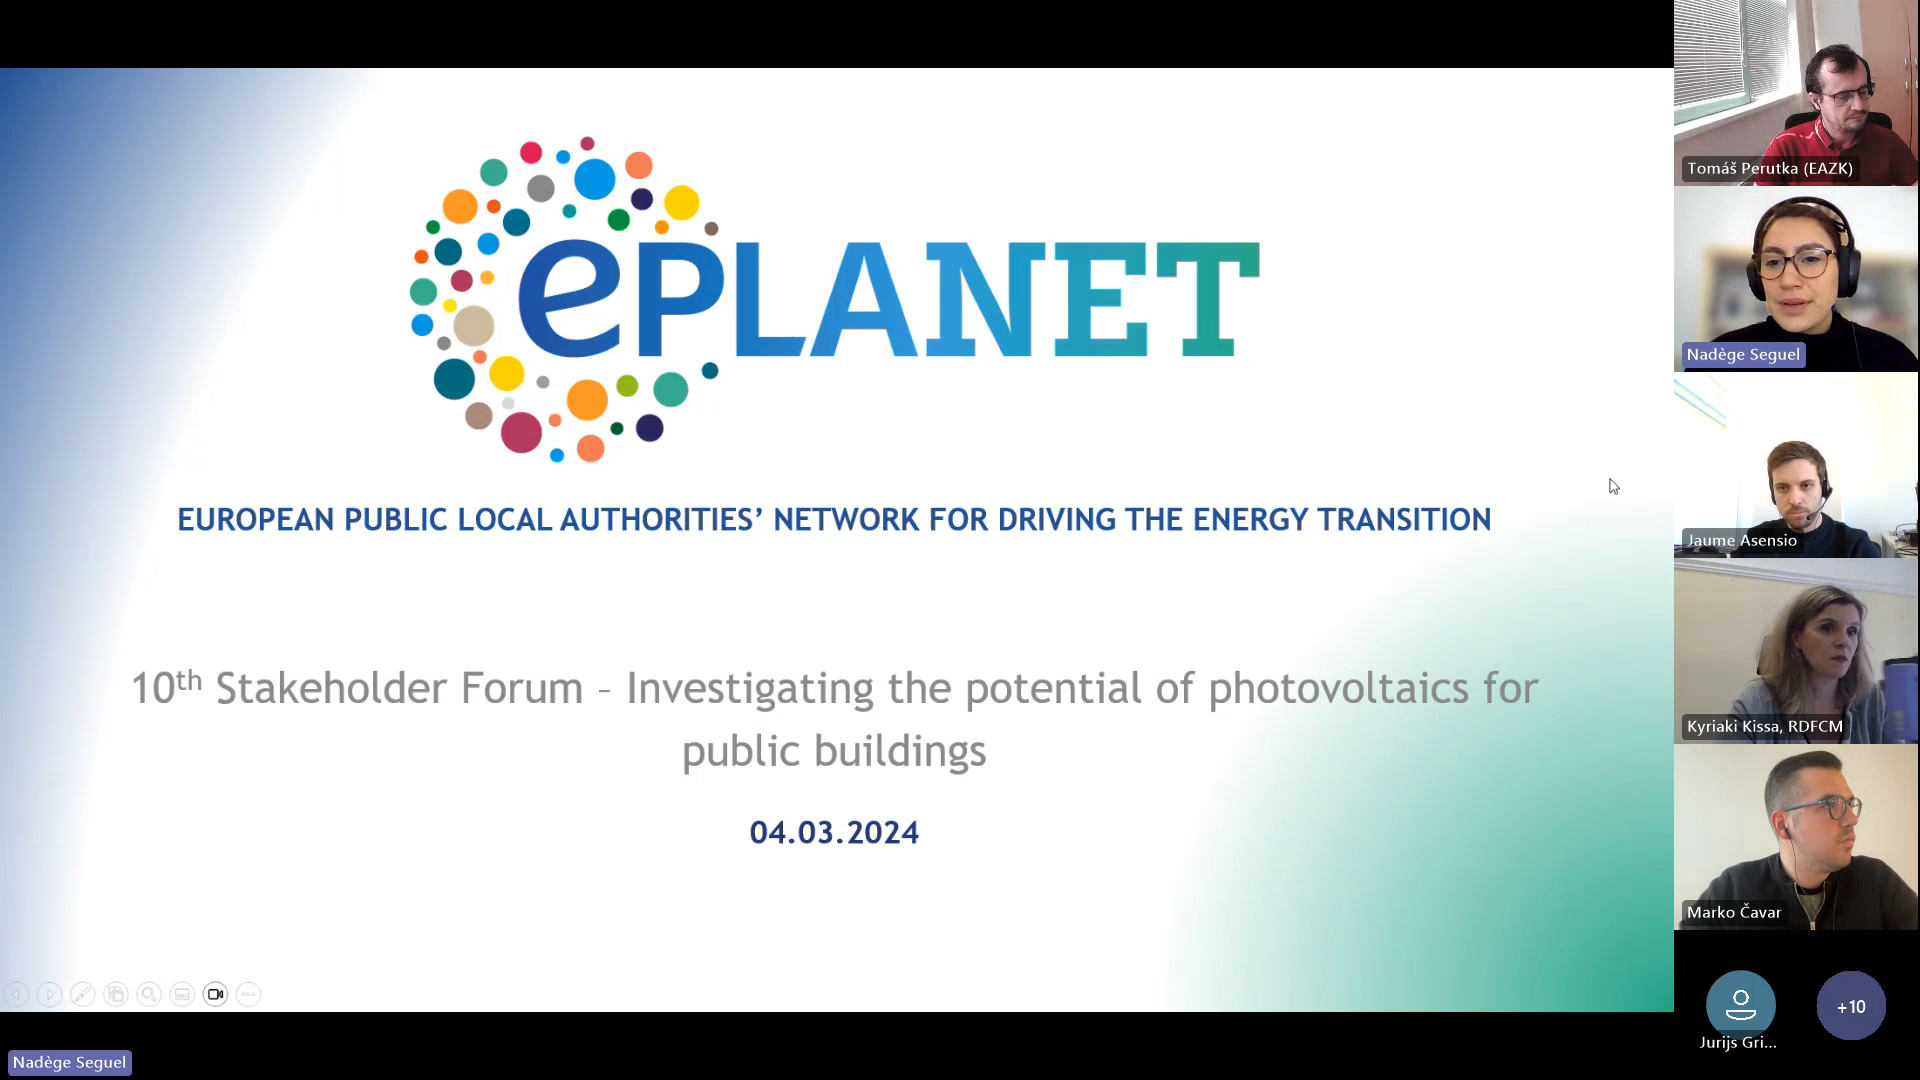 ePLANET
EUROPEAN PUBLIC LOCAL AUTHORITIES’ NETWORK FOR DRIVING THE ENERGY TRANSITION
10th Stakeholder Forum – Investigating the potential of photovoltaics for
public buildings
04.03.2024
Nadège Seguel
Tomáš Perutka (EAZK)
Nadège Seguel
Jaume Asensio
Kyriaki Kissa, RDFCM
Marko Čavar
Jurijs Gri...
+10